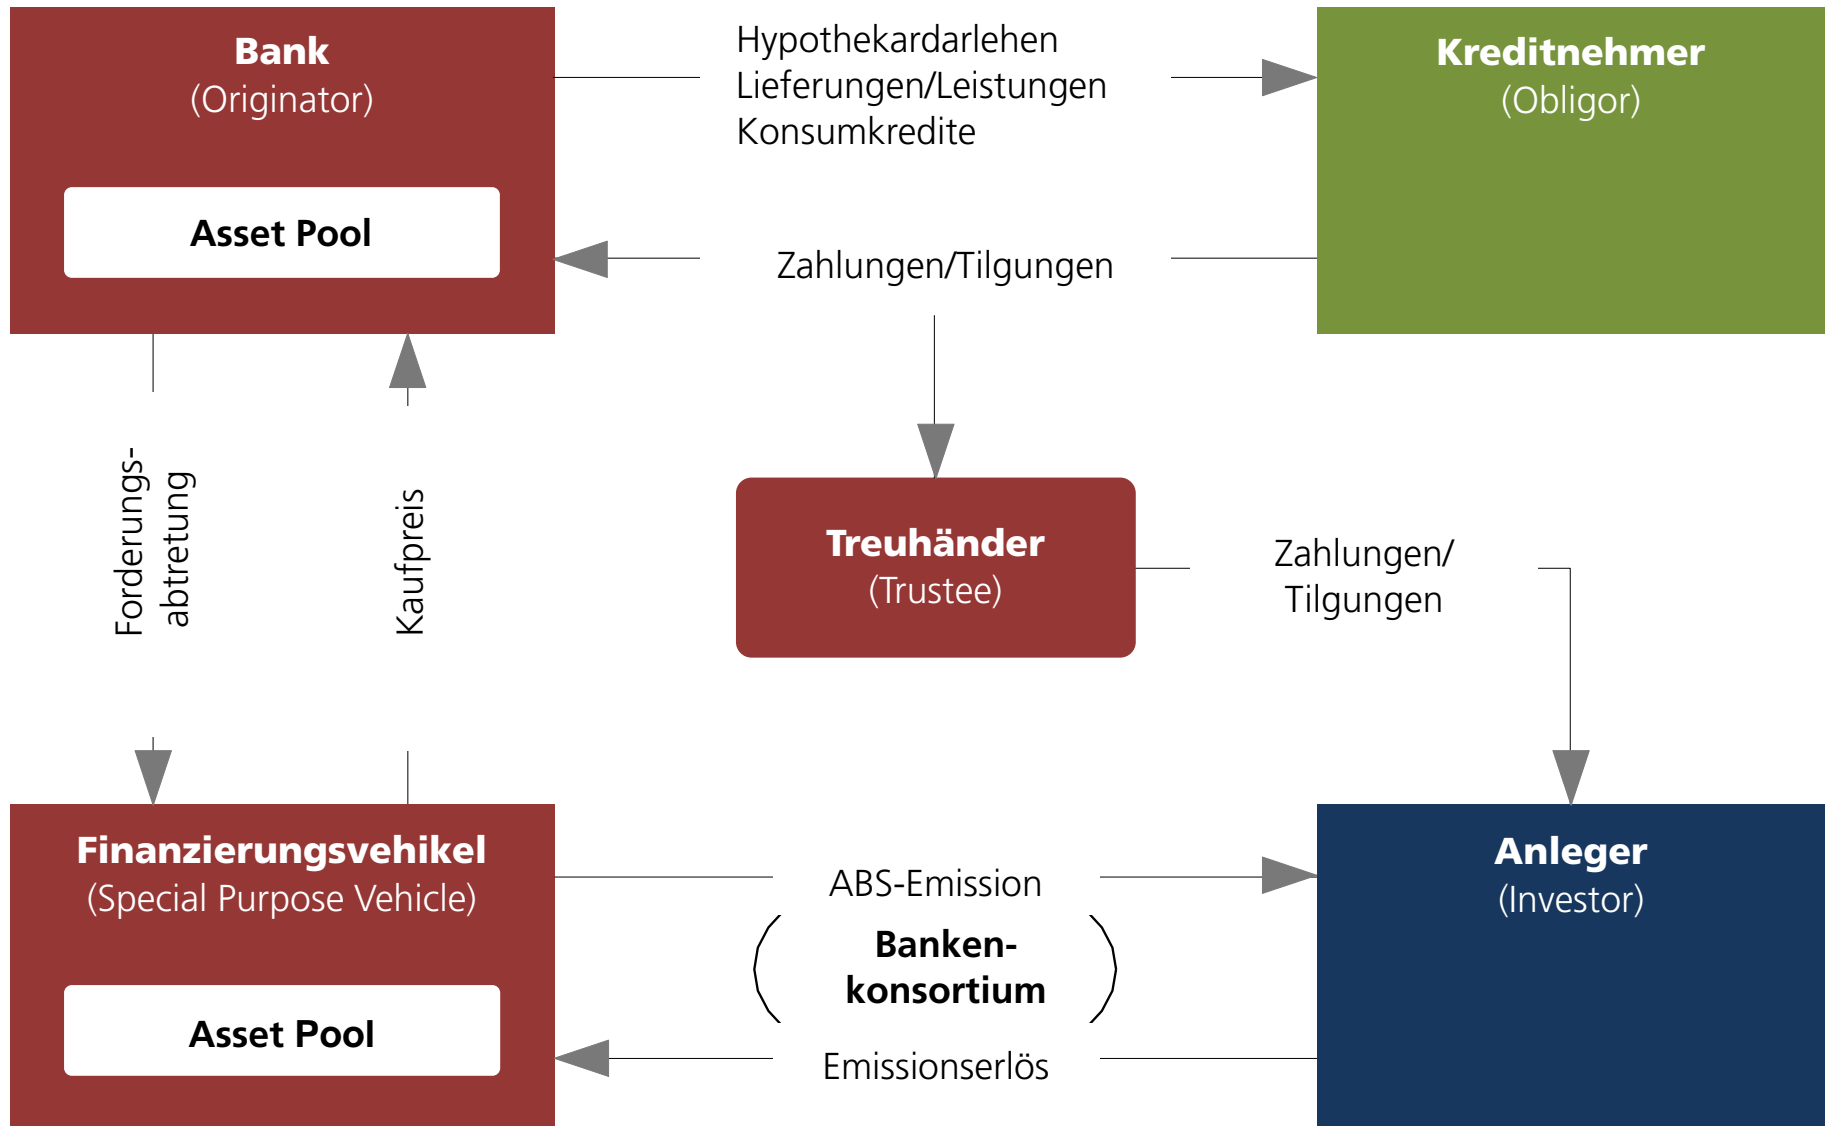 Bank
(Originator)
Asset Pool
Hypothekardarlehen
Lieferungen/Leistungen
Konsumkredite
Kreditnehmer
(Obligor)
Zahlungen/Tilgungen
Forderungs-
abtretung
Kaufpreis
Treuhänder
(Trustee)
Zahlungen/
Tilgungen
Finanzierungsvehikel
(Special Purpose Vehicle)
Asset Pool
ABS-Emission
Banken-
konsortium
Emissionserlös
Anleger
(Investor)